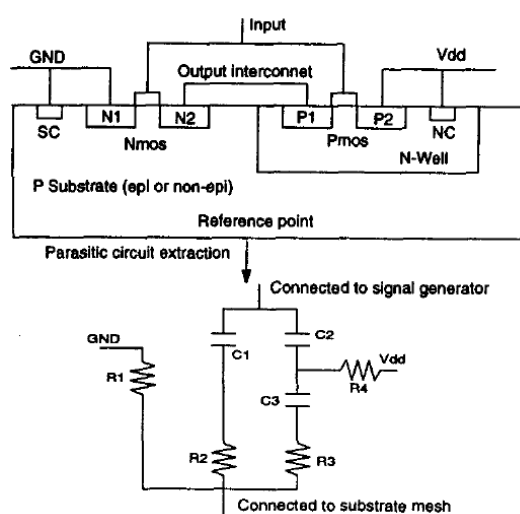 Input
GND
Vdd
Output interconnet
N1
N2
P1
P2
SC
Nmos
Pmos
NC
N-Well
P Substrate (epi or non-epi)
Reference point
Parasitic circuit extraction
Connected to signal generator
GND
C1
C2
R1
Vdd
R4
C3
R2
R3
Connected to substrate mesh